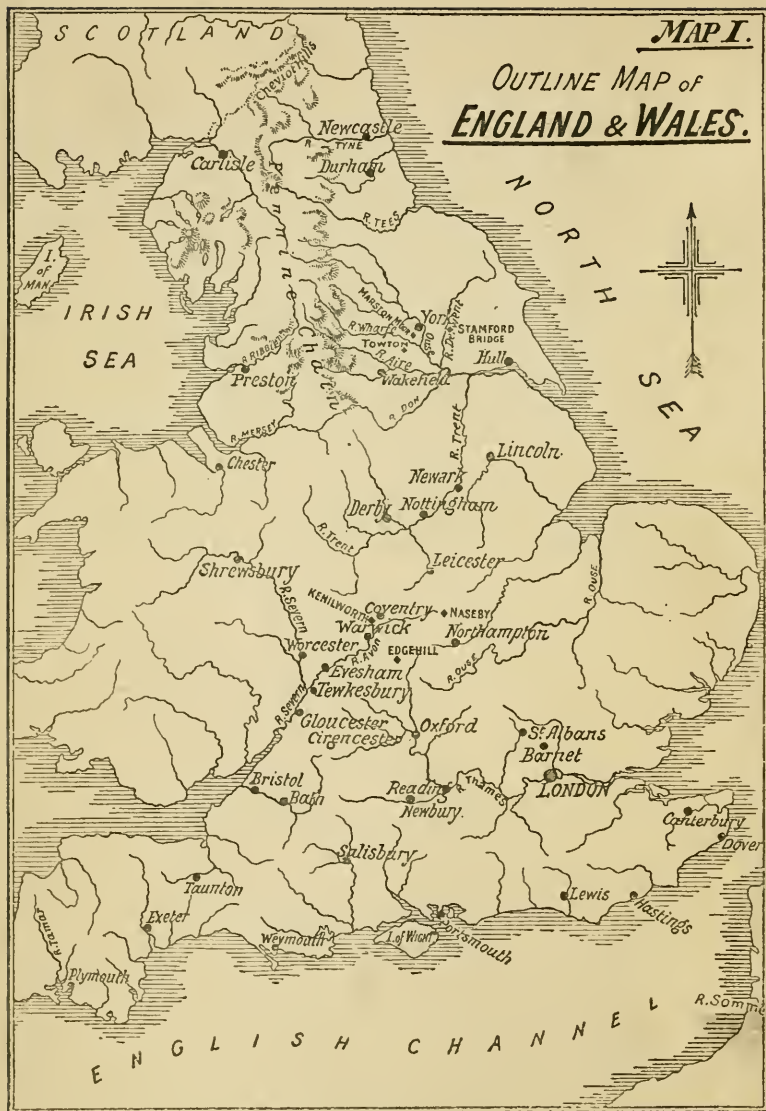 MAP I.
OUTLINE MAP OF
ENGLAND & WALES.
SCOTLAND
Cheviot Hills
Newcastle
R. TYNE
Carlisle
Durham
Pennine Chain
R. TEES
NORTH SEA
I. of MAN
IRISH SEA
MARSTON MOOR
York
R. Wharfe
TOWTON
OUSE
R. Derwent
STAMFORD BRIDGE
Hull
R. RIBBLE
R. Aire
Preston
Wakefield
R. DON
R. MERSEY
R. Trent
Lincoln
Chester
Newark
Derby
Nottingham
R. Trent
Leicester
Shrewsbury
R. Severn
KENILWORTH
Coventry
NASEBY
Warwick
R. OUSE
Northampton
Worcester
R. AVON
EDGEHILL
R. OUSE
Evesham
Tewkesbury
R. Severn
Gloucester
Cirencester
Oxford
St Albans
Barnet
Bristol
Bath
Reading
R. Thames
LONDON
Newbury.
Canterbury
Dover
Salisbury
Taunton
Lewis
Hastings
Exeter
Weymouth
I. of WIGHT
Portsmouth
R. TAMAR
Plymouth
R. Somme
ENGLISH CHANNEL